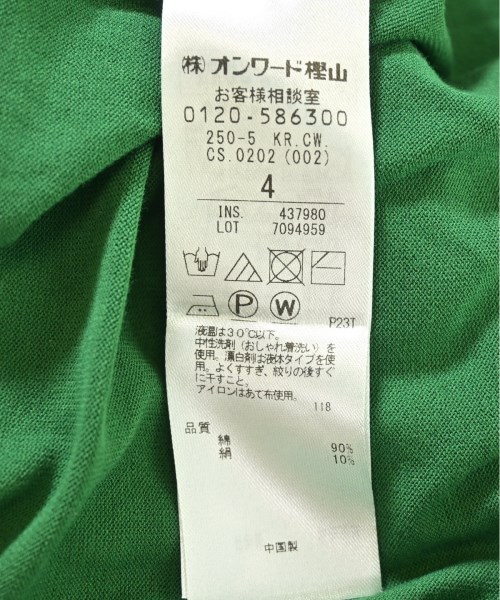 (株)オンワード樫山
お客様相談室
0120-586300
250-5 KR.CW.
CS.0202(002)
4
INS. 437980
LOT 7094959
P W
P23T
液温は30℃以下。
中性洗剤(おしゃれ着洗い)を
使用。漂白剤は液体タイプを使
用。よくすすぎ、絞りの後すぐ
に干すこと。
アイロンはあて布使用。
118
品質
綿 90%
絹 10%
中国製